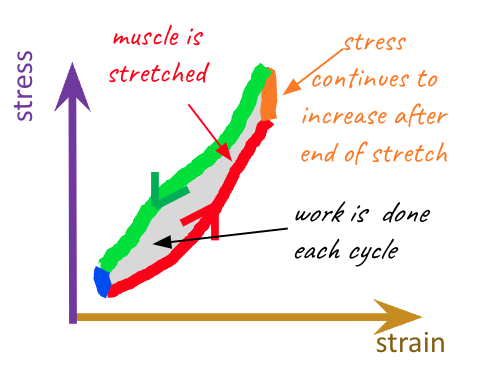 muscle is
stretched
stress
continues to
increase after
end of stretch
stress
work is done
each cycle
strain